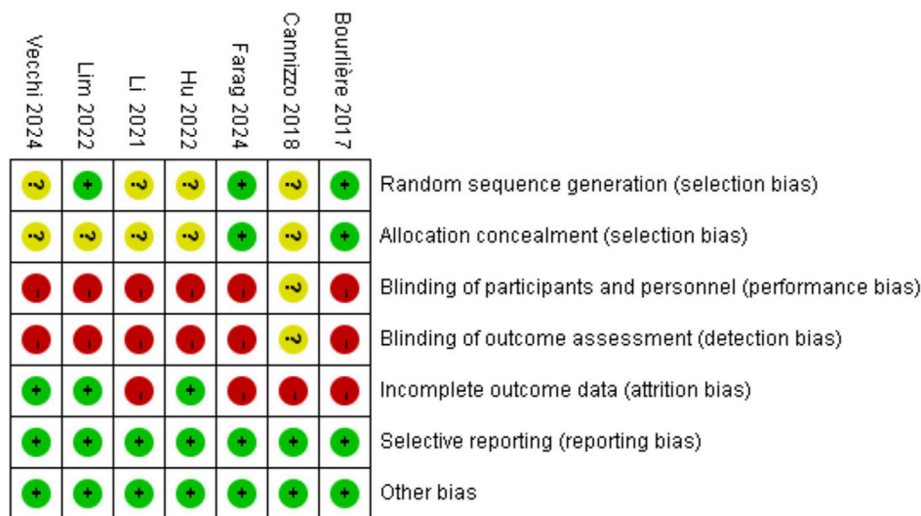 Vecchi 2024
Lim 2022
Li 2021
Hu 2022
Farag 2024
Cannizzo 2018
Bourlière 2017
? + ? ? + ? + Random sequence generation (selection bias)
? ? ? ? + ? + Allocation concealment (selection bias)
– – – – – ? – Blinding of participants and personnel (performance bias)
– – – – – ? – Blinding of outcome assessment (detection bias)
+ + – + – – – Incomplete outcome data (attrition bias)
+ + + + + + + Selective reporting (reporting bias)
+ + + + + + + Other bias